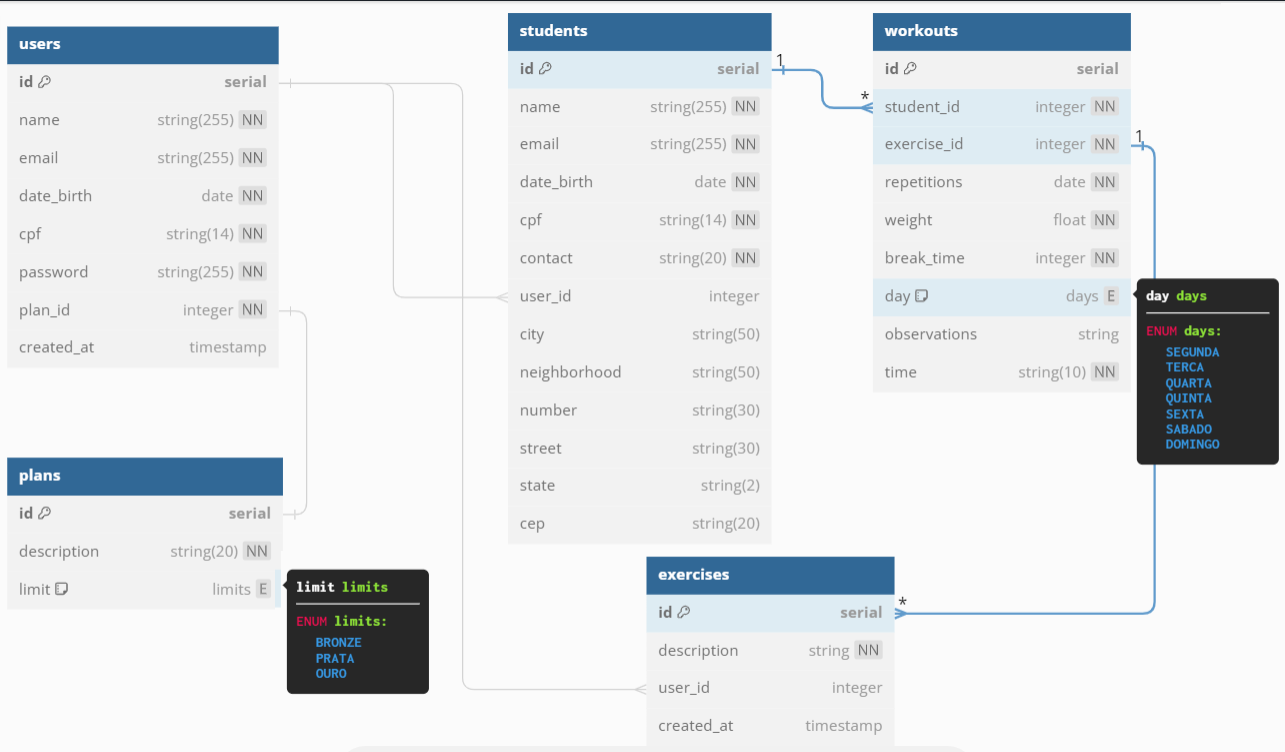 users
id serial
name string(255) NN
email string(255) NN
date_birth date NN
cpf string(14) NN
password string(255) NN
plan_id integer NN
created_at timestamp
plans
id serial
description string(20) NN
limit limits E
limit limits
ENUM limits:
BRONZE
PRATA
OURO
students
id serial
name string(255) NN
email string(255) NN
date_birth date NN
cpf string(14) NN
contact string(20) NN
user_id integer
city string(50)
neighborhood string(50)
number string(30)
street string(30)
state string(2)
cep string(20)
1
*
workouts
id serial
student_id integer NN
exercise_id integer NN
repetitions date NN
weight float NN
break_time integer NN
day days E
observations string
time string(10) NN
1
*
day days
ENUM days:
SEGUNDA
TERCA
QUARTA
QUINTA
SEXTA
SABADO
DOMINGO
exercises
id serial
description string NN
user_id integer
created_at timestamp